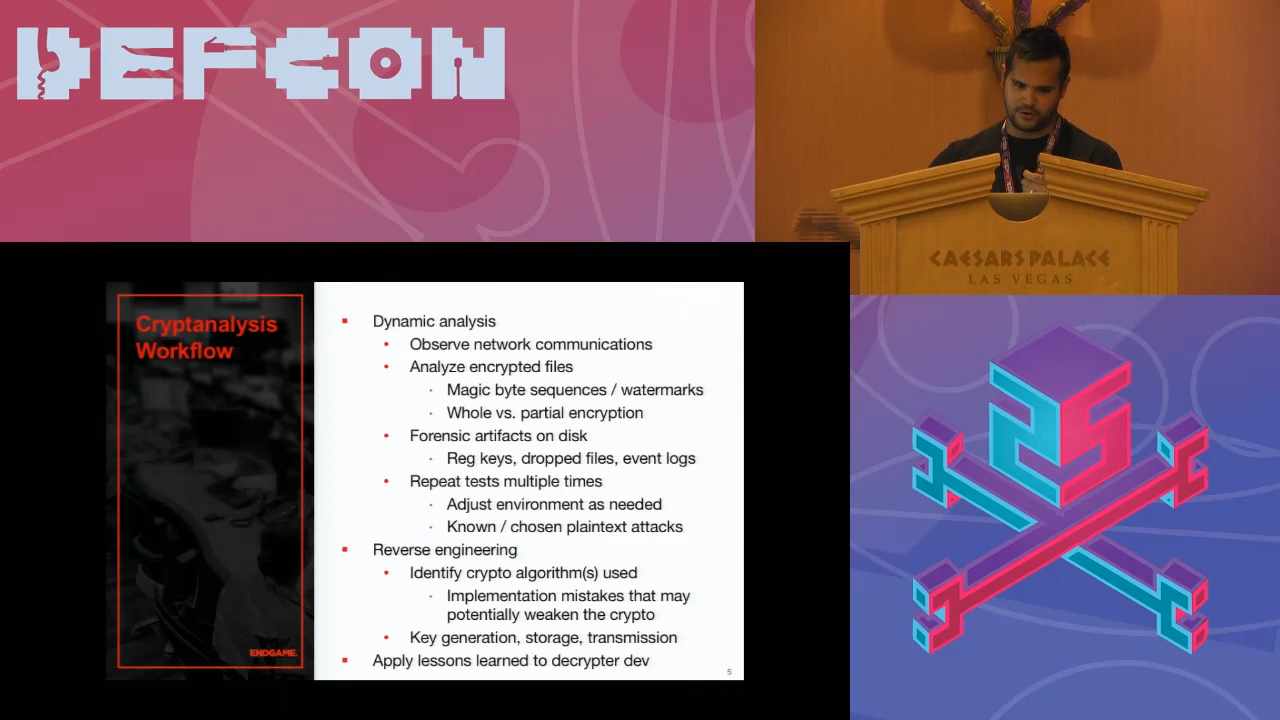 DEFCON
CAESARS PALACE
LAS VEGAS
Cryptanalysis
Workflow
ENDGAME.
Dynamic analysis
Observe network communications
Analyze encrypted files
Magic byte sequences / watermarks
Whole vs. partial encryption
Forensic artifacts on disk
Reg keys, dropped files, event logs
Repeat tests multiple times
Adjust environment as needed
Known / chosen plaintext attacks
Reverse engineering
Identify crypto algorithm(s) used
Implementation mistakes that may
potentially weaken the crypto
Key generation, storage, transmission
Apply lessons learned to decrypter dev
5
25